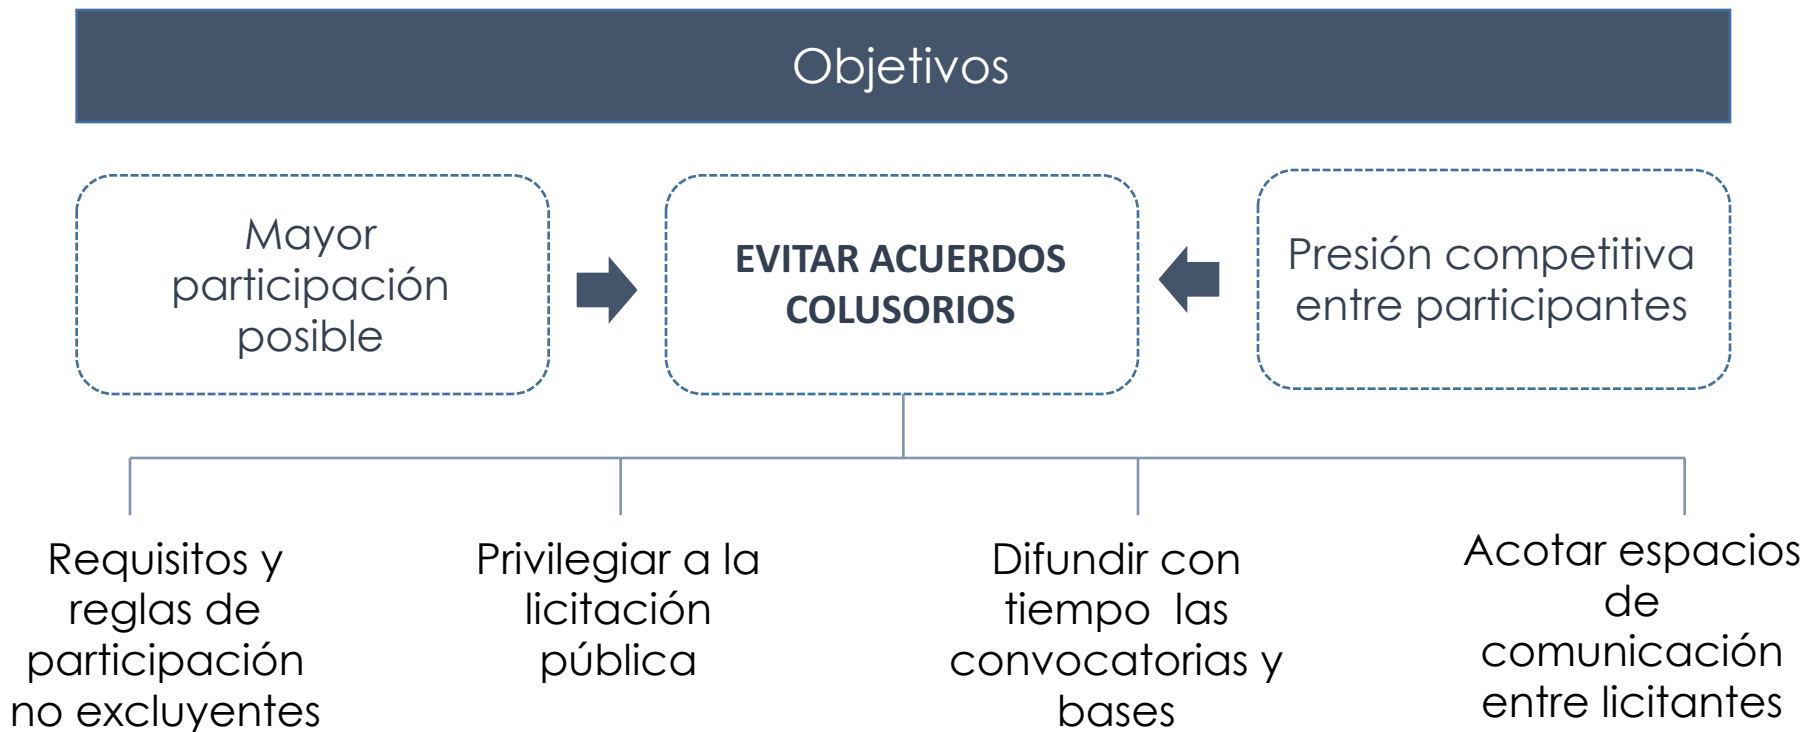 Objetivos
Mayor
participación
posible
EVITAR ACUERDOS
COLUSORIOS
Presión competitiva
entre participantes
Requisitos y
reglas de
participación
no excluyentes
Privilegiar a la
licitación
pública
Difundir con
tiempo  las
convocatorias y
bases
Acotar espacios
de
comunicación
entre licitantes